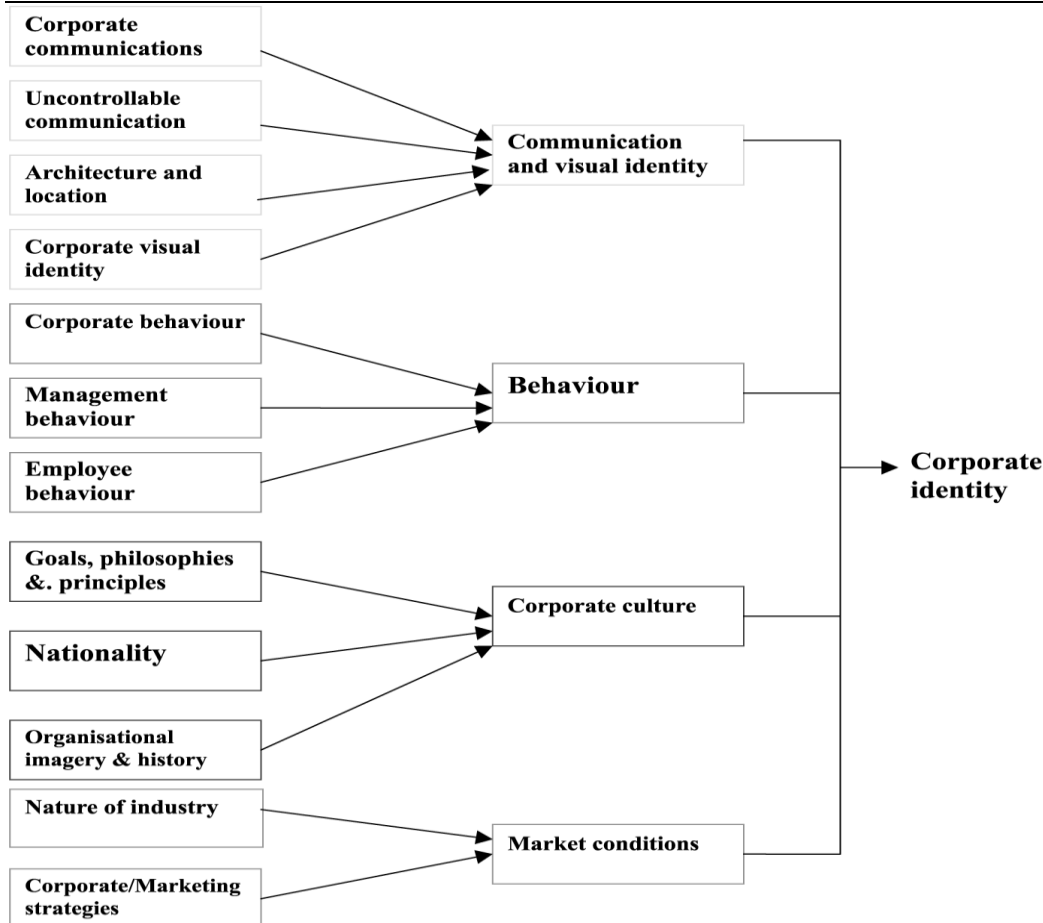 Corporate
communications
Uncontrollable
communication
Architecture and
location
Corporate visual
identity
Corporate behaviour
Management
behaviour
Employee
behaviour
Goals, philosophies
&. principles
Nationality
Organisational
imagery & history
Nature of industry
Corporate/Marketing
strategies
Communication
and visual identity
Behaviour
Corporate culture
Market conditions
Corporate
identity